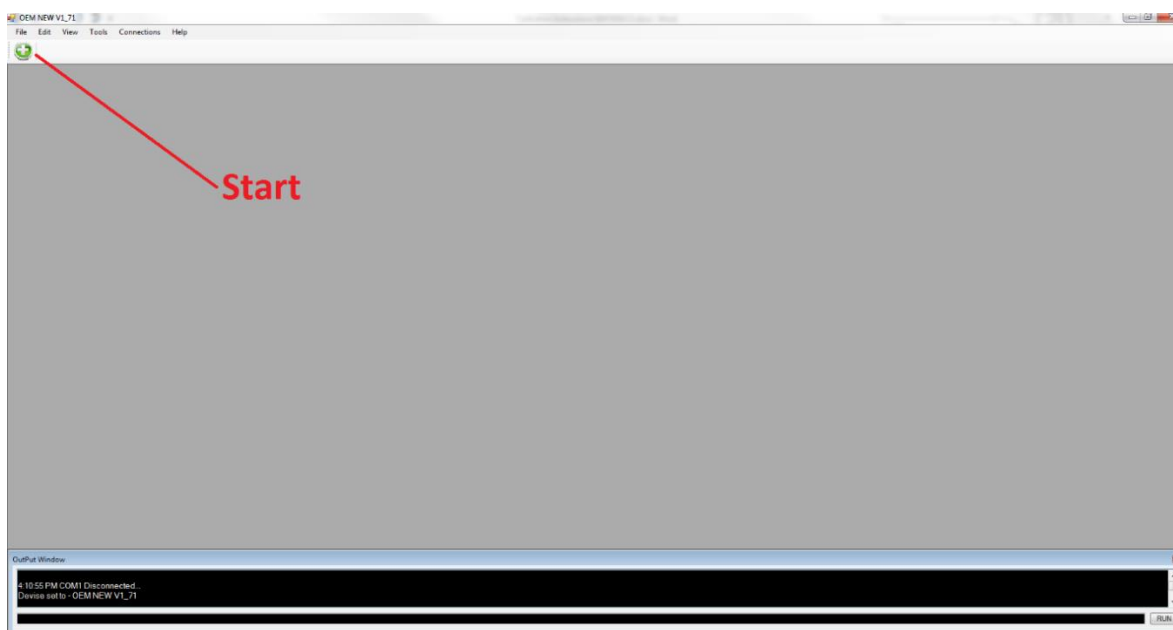 OEM NEW V1_71
File Edit View Tools Connections Help
Start
OutPut Window
4:10:55 PM COM1 Disconnected...
Devise set to - OEM NEW V1_71
RUN